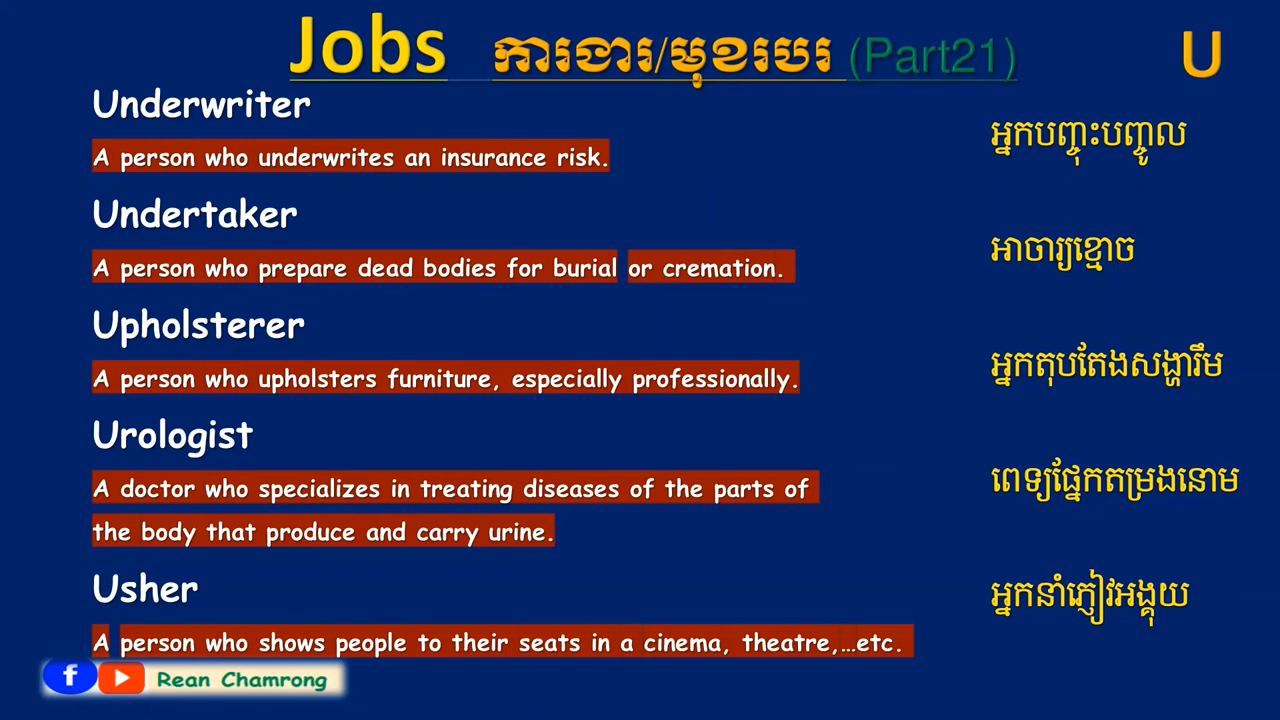 Jobs ការងារ/មុខរបរ (Part21) U
Underwriter
អ្នកបញ្ចុះបញ្ចូល
A person who underwrites an insurance risk.
Undertaker
អាចារ្យខ្មោច
A person who prepare dead bodies for burial or cremation.
Upholsterer
អ្នកតុបតែងសង្ហារឹម
A person who upholsters furniture, especially professionally.
Urologist
ពេទ្យផ្នែកតម្រងនោម
A doctor who specializes in treating diseases of the parts of
the body that produce and carry urine.
Usher
អ្នកនាំភ្ញៀវអង្គុយ
A person who shows people to their seats in a cinema, theatre,...etc.
f Rean Chamrong